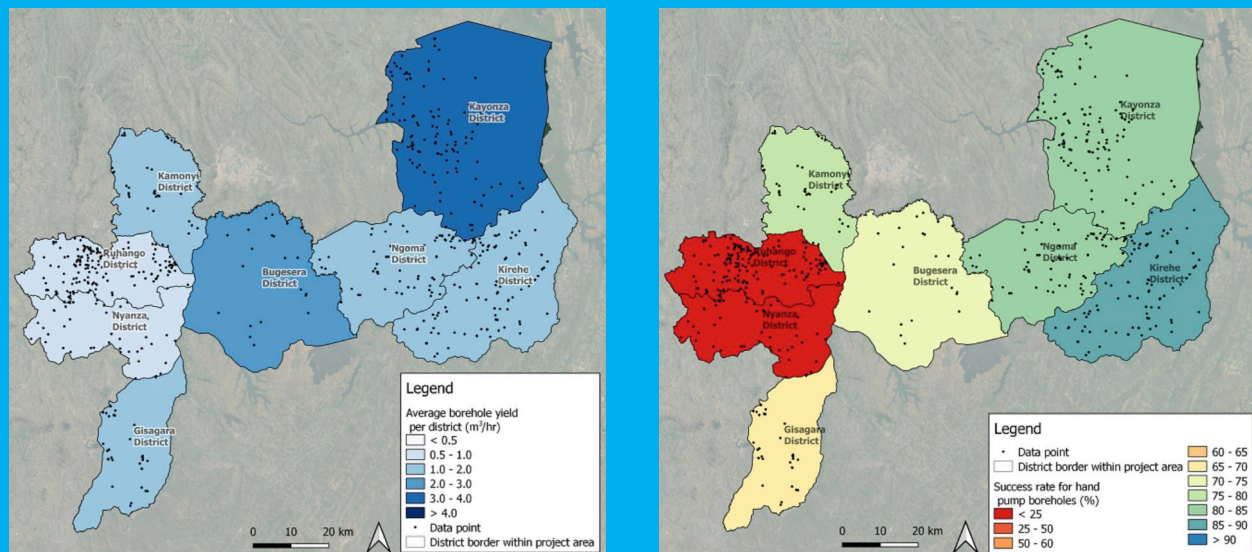 Kayonza
District
Kamonyi
District
Ruhango
District
Ngoma
District
Kirehe
District
Bugesera
District
Nyanza
District
Gisagara
District
Legend
Average borehole yield
per district (m³/hr)
< 0.5
0.5 - 1.0
1.0 - 2.0
2.0 - 3.0
3.0 - 4.0
> 4.0
Data point
District border within project area
0 10 20 km
Kayonza
District
Kamonyi
District
Ruhango
District
Ngoma
District
Kirehe
District
Bugesera
District
Nyanza
District
Gisagara
District
Legend
Data point
District border within project area
Success rate for hand
pump boreholes (%)
< 25
25 - 50
50 - 60
60 - 65
65 - 70
70 - 75
75 - 80
80 - 85
85 - 90
> 90
0 10 20 km